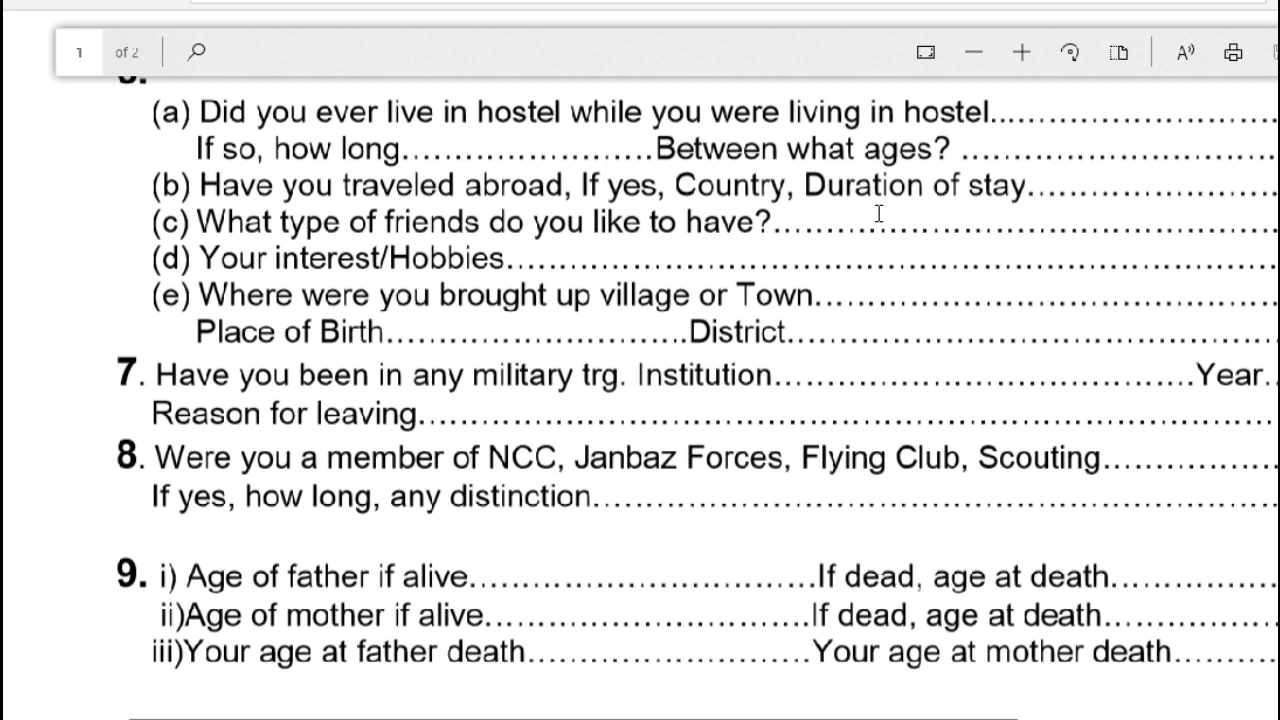 1 of 2
(a) Did you ever live in hostel while you were living in hostel..............................
If so, how long........................Between what ages? ..............................
(b) Have you traveled abroad, If yes, Country, Duration of stay.........................
(c) What type of friends do you like to have?................................................
(d) Your interest/Hobbies..........................................................................
(e) Where were you brought up village or Town.............................................
Place of Birth.............................District.............................................
7. Have you been in any military trg. Institution........................................Year.
Reason for leaving................................................................................
8. Were you a member of NCC, Janbaz Forces, Flying Club, Scouting.................
If yes, how long, any distinction..............................................................
9. i) Age of father if alive.................................If dead, age at death................
ii)Age of mother if alive...............................If dead, age at death.................
iii)Your age at father death...........................Your age at mother death..........